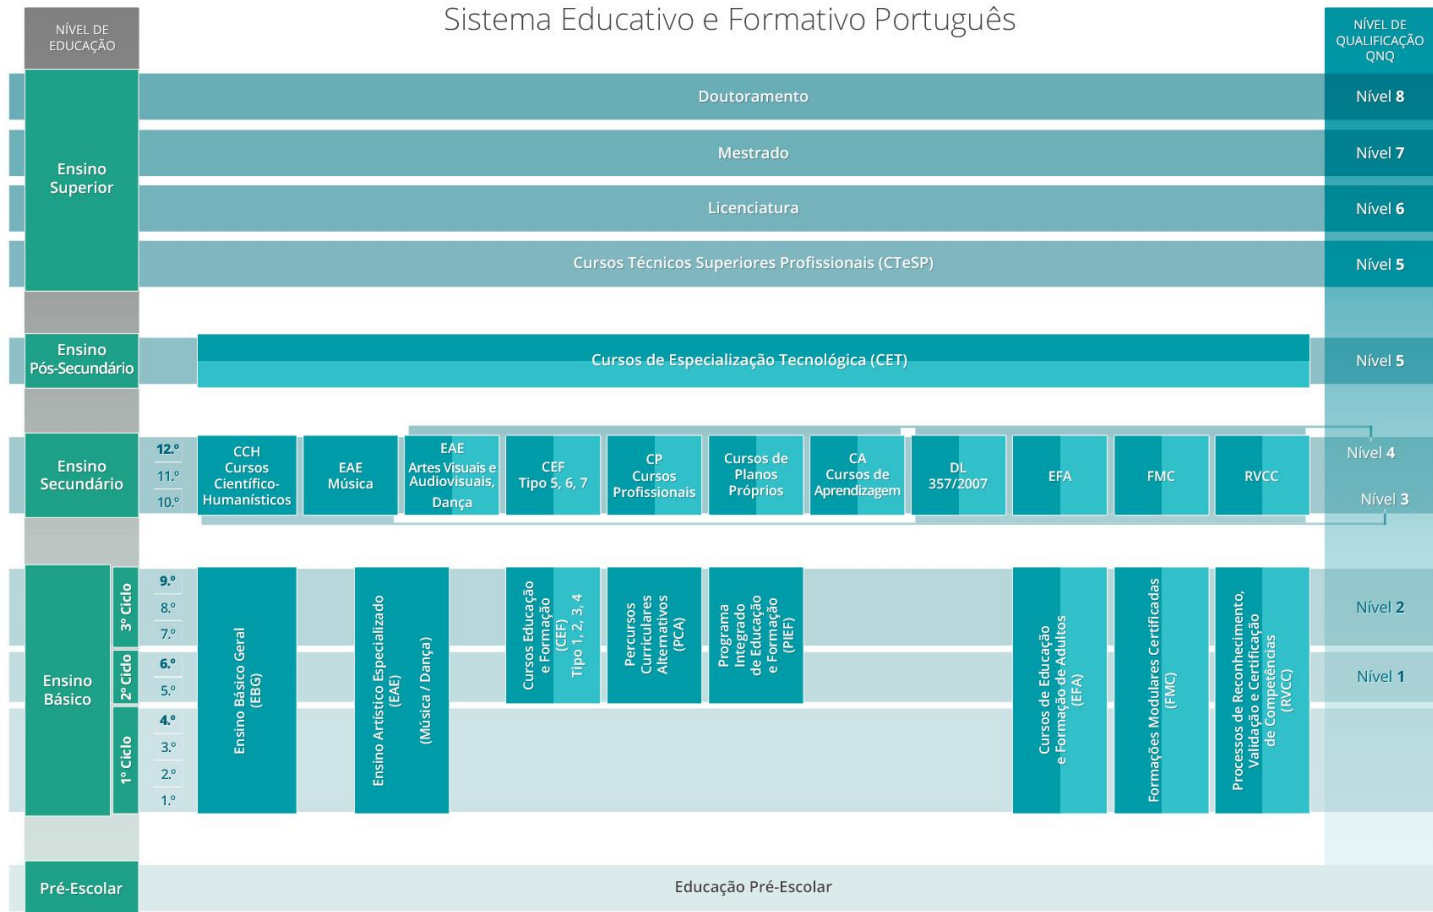 Sistema Educativo e Formativo Português
NÍVEL DE
EDUCAÇÃO
NÍVEL DE
QUALIFICAÇÃO
QNQ
Ensino
Superior
Doutoramento
Nível 8
Mestrado
Nível 7
Licenciatura
Nível 6
Cursos Técnicos Superiores Profissionais (CTeSP)
Nível 5
Ensino
Pós-Secundário
Cursos de Especialização Tecnológica (CET)
Nível 5
Ensino
Secundário
12.º
11.º
10.º
CCH
Cursos
Científico-
Humanísticos
EAE
Música
EAE
Artes Visuais e
Audiovisuais,
Dança
CEF
Tipo 5, 6, 7
CP
Cursos
Profissionais
Cursos de
Planos
Próprios
CA
Cursos de
Aprendizagem
DL
357/2007
EFA
FMC
RVCC
Nível 4
Nível 3
Ensino
Básico
3º Ciclo
2º Ciclo
1º Ciclo
9.º
8.º
7.º
6.º
5.º
4.º
3.º
2.º
1.º
Ensino Básico Geral
(EBG)
Ensino Artístico Especializado
(EAE)
(Música / Dança)
Cursos Educação
e Formação
(CEF)
Tipo 1, 2, 3, 4
Percursos
Curriculares
Alternativos
(PCA)
Programa
Integrado
de Educação
e Formação
(PIEF)
Cursos de Educação
e Formação de Adultos
(EFA)
Formações Modulares Certificadas
(FMC)
Processos de Reconhecimento,
Validação e Certificação
de Competências
(RVCC)
Nível 2
Nível 1
Pré-Escolar
Educação Pré-Escolar